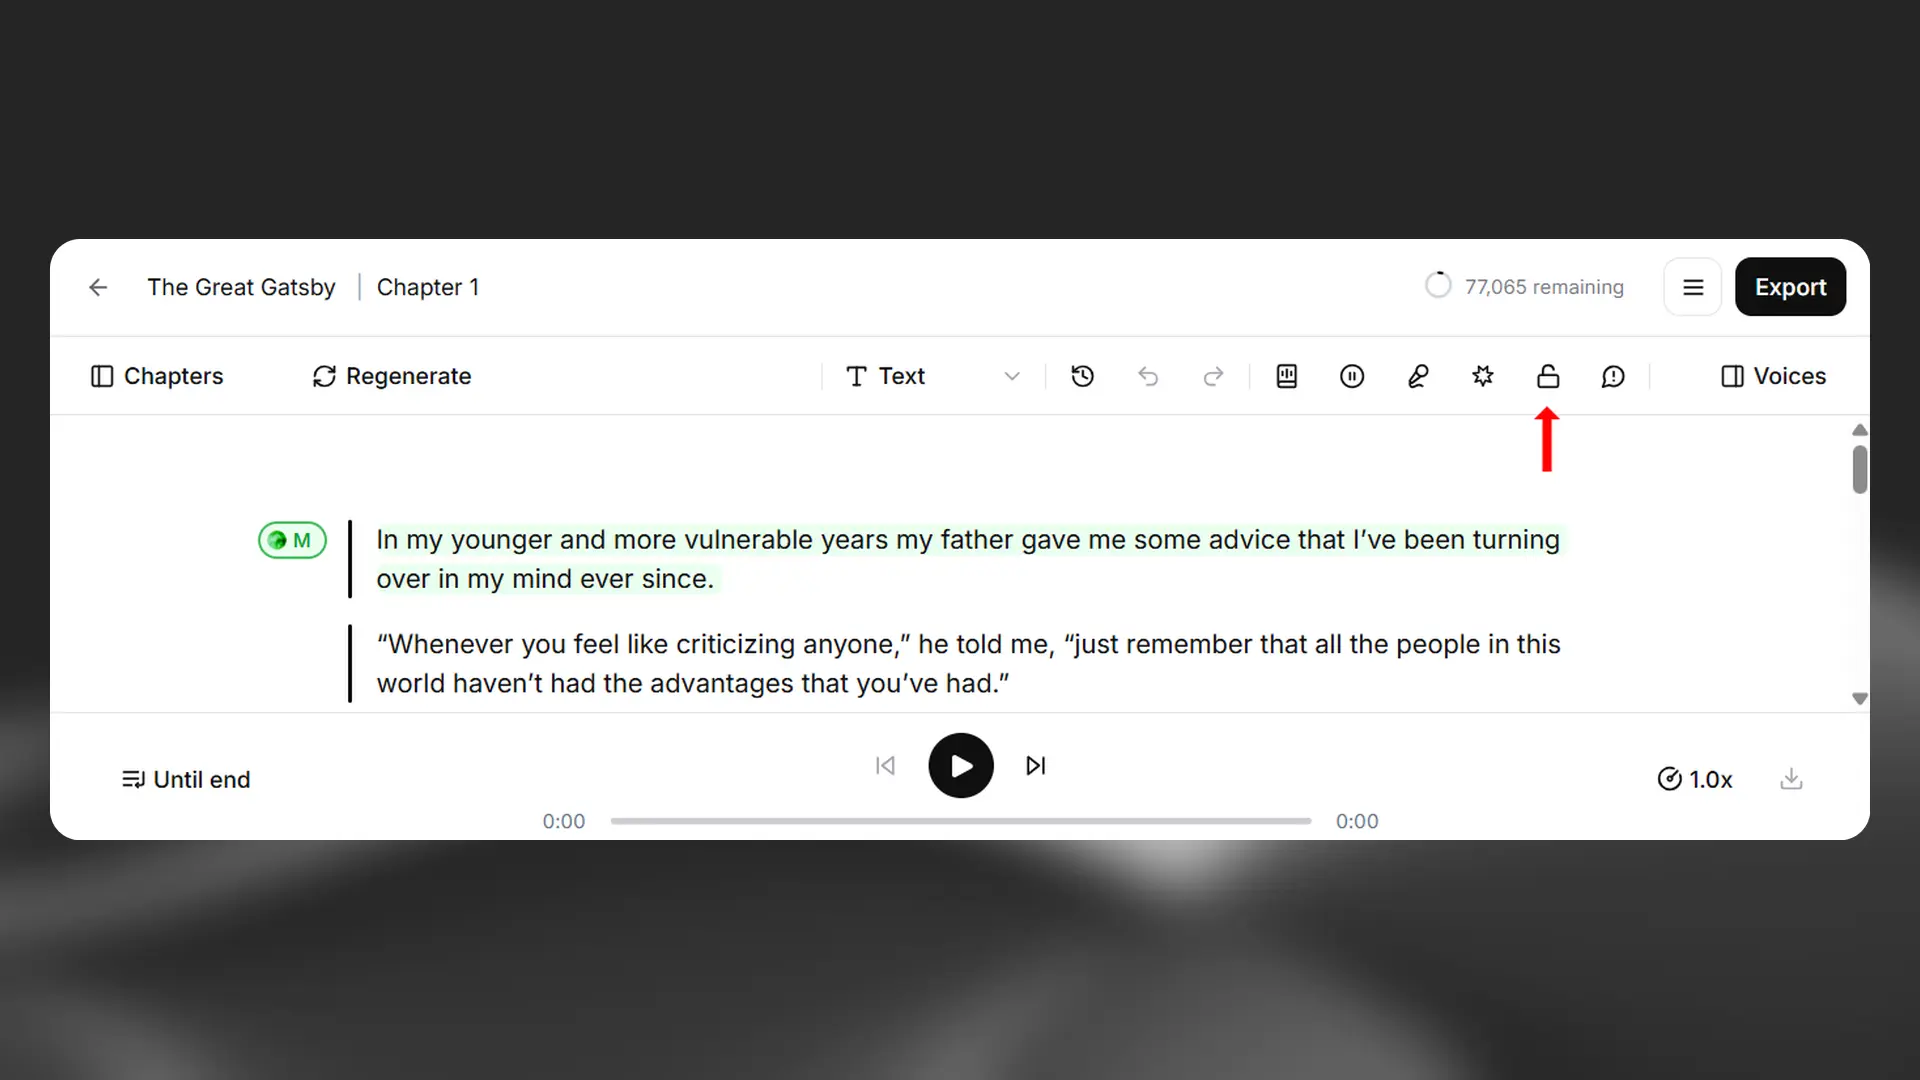 The Great Gatsby | Chapter 1
77,065 remaining
Export
Chapters
Regenerate
Text
Voices
M
In my younger and more vulnerable years my father gave me some advice that I’ve been turning
over in my mind ever since.
“Whenever you feel like criticizing anyone,” he told me, “just remember that all the people in this
world haven’t had the advantages that you’ve had.”
Until end
1.0x
0:00
0:00